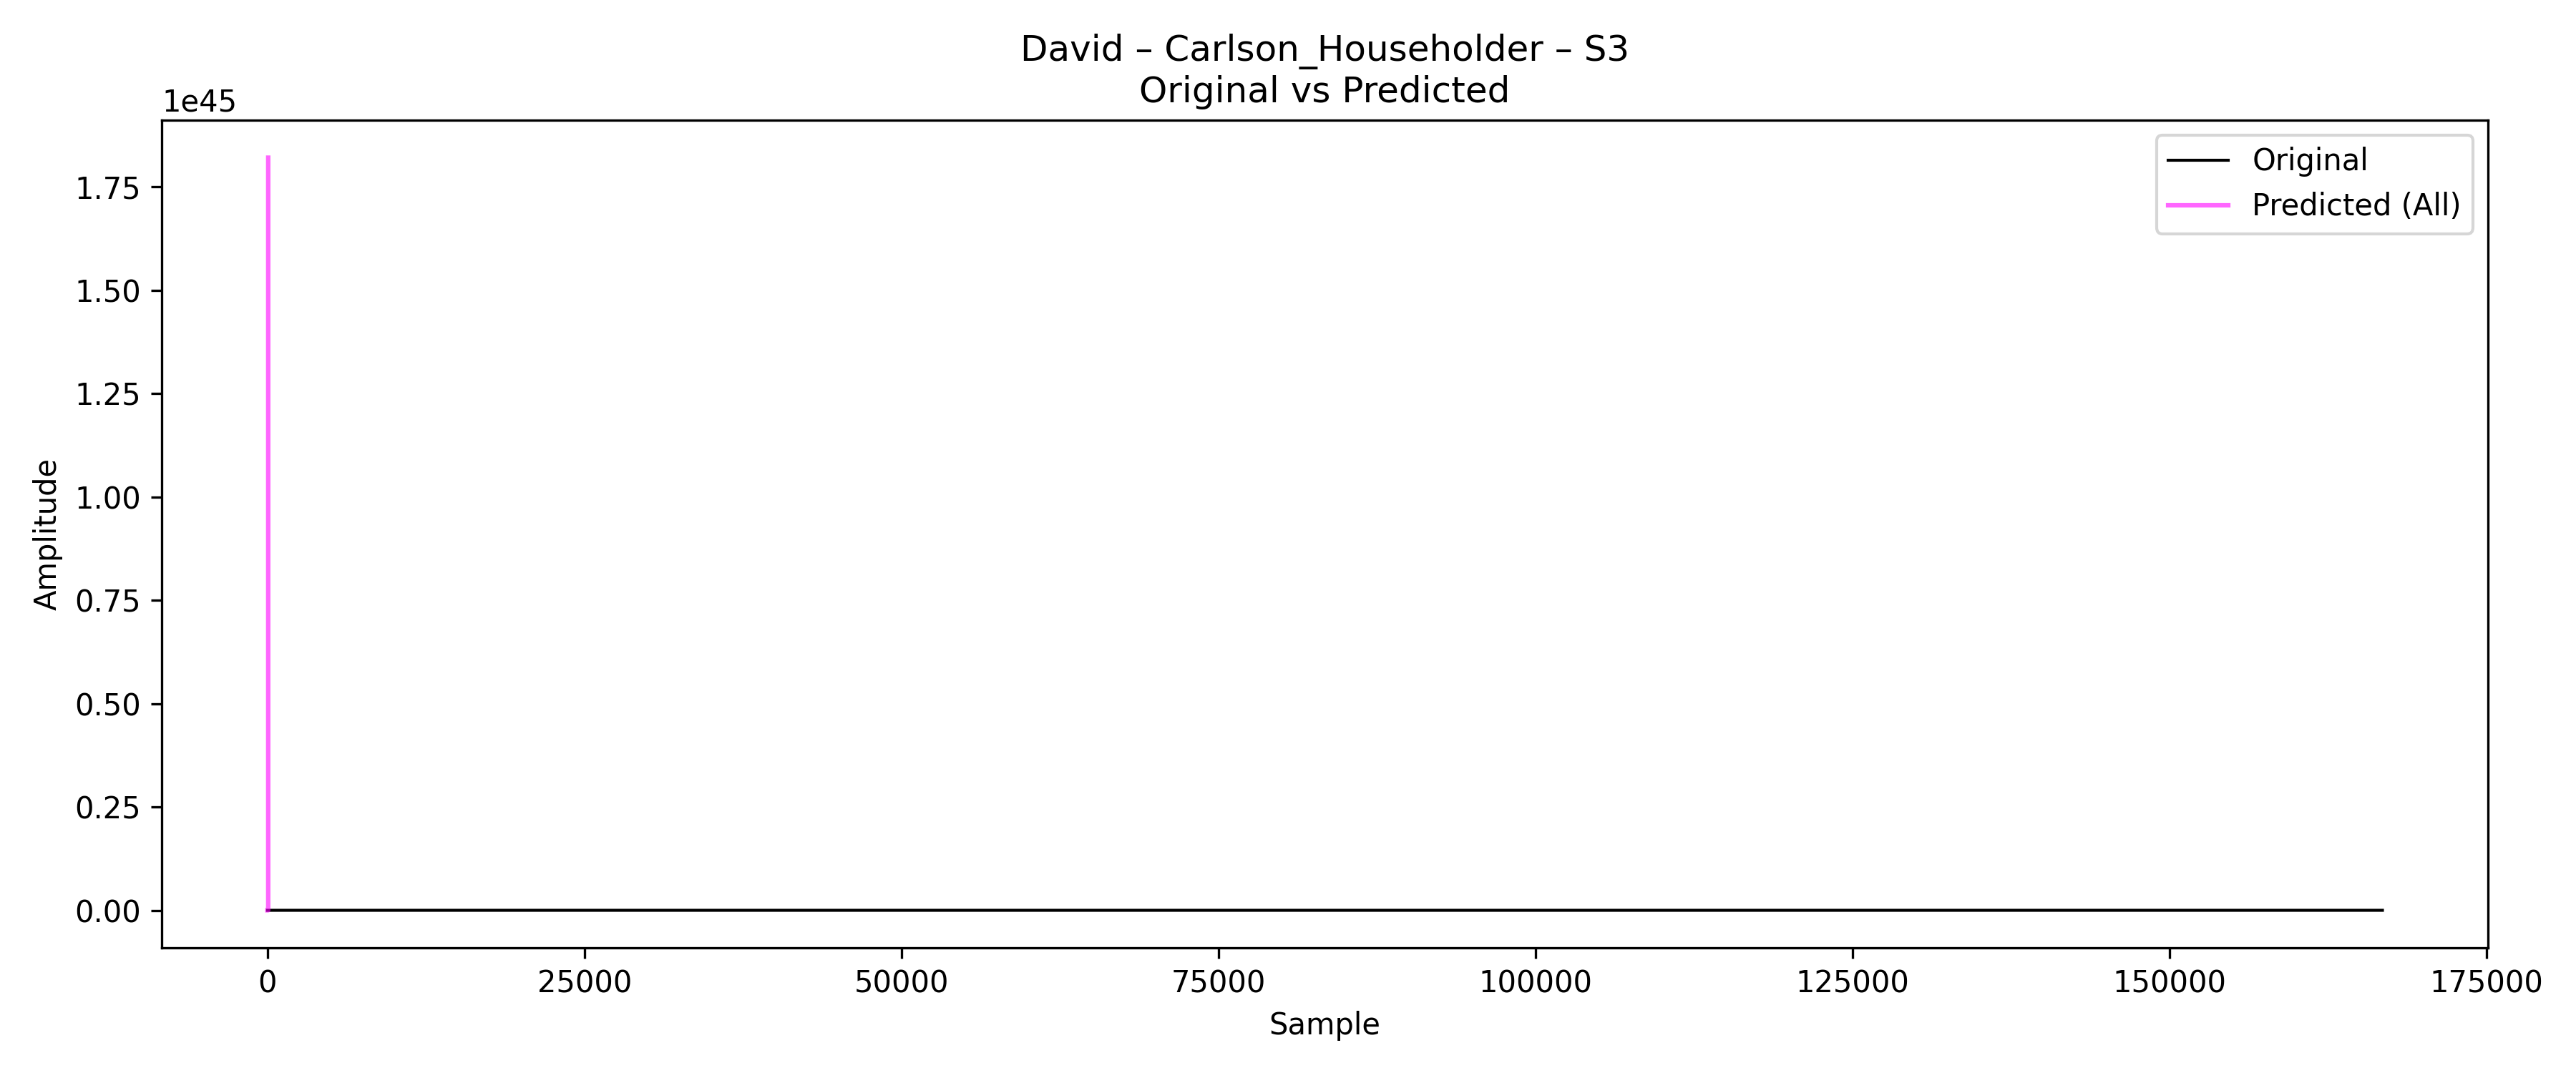 David – Carlson_Householder – S3
Original vs Predicted
1e45
Original
Predicted (All)
1.75
1.50
1.25
1.00
0.75
0.50
0.25
0.00
Amplitude
0 25000 50000 75000 100000 125000 150000 175000
Sample